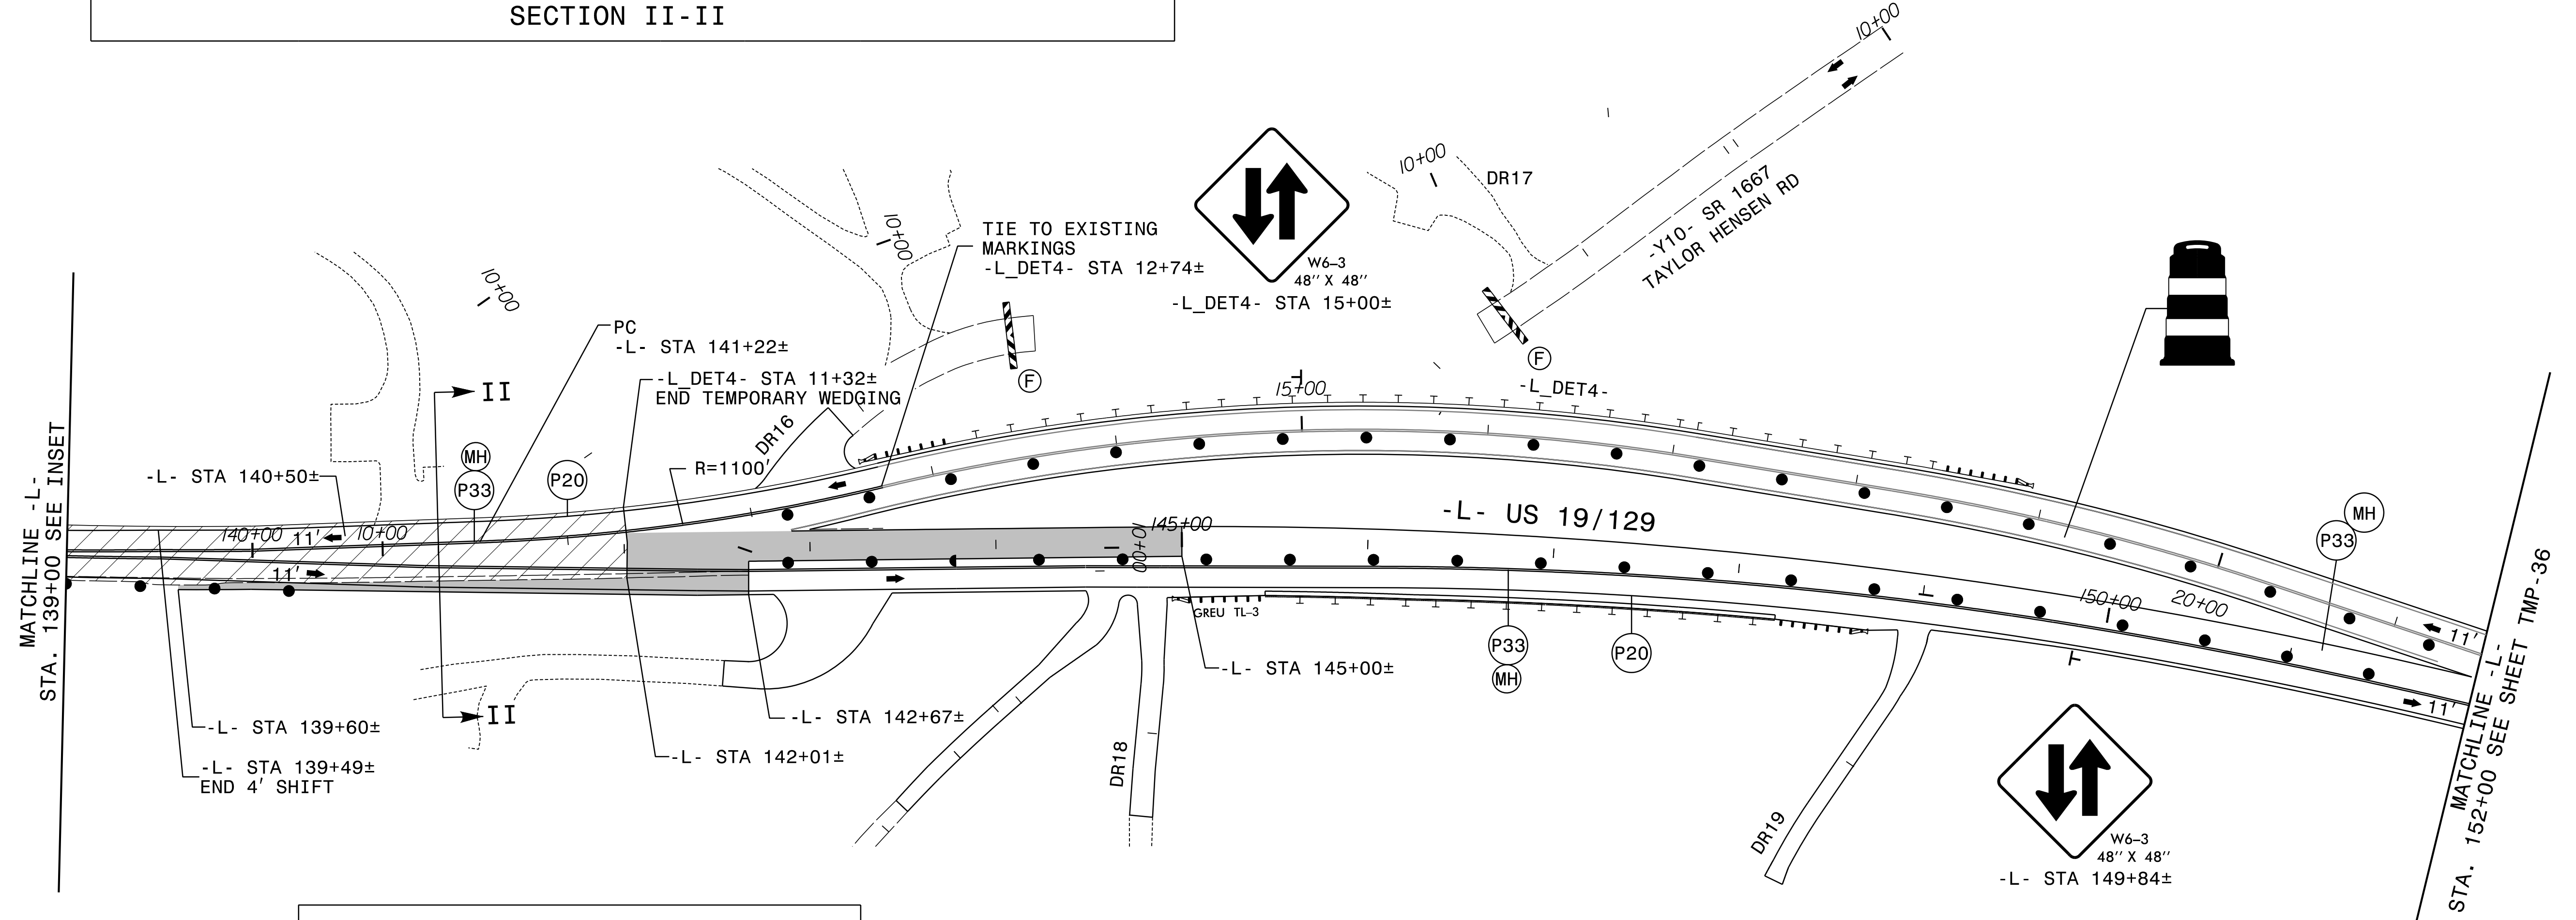 SECTION II-II
10+00
-Y10- SR 1667
TAYLOR HENSEN RD
10+00
DR17
TIE TO EXISTING
MARKINGS
-L_DET4- STA 12+74±
W6-3
48" X 48"
-L_DET4- STA 15+00±
10+00
10+00
PC
-L- STA 141+22±
-L_DET4- STA 11+32±
END TEMPORARY WEDGING
DR16
F
F
15+00
-L_DET4-
II
MH
P33
P20
R=1100'
-L- STA 140+50±
MATCHLINE -L-
STA. 139+00 SEE INSET
140+00
11'
10+00
11'
10+00
145+00
-L- US 19/129
MH
P33
150+00
20+00
11'
11'
GREU TL-3
P33
MH
P20
-L- STA 145+00±
II
-L- STA 139+60±
-L- STA 139+49±
END 4' SHIFT
-L- STA 142+67±
-L- STA 142+01±
DR18
DR19
W6-3
48" X 48"
-L- STA 149+84±
MATCHLINE -L-
STA. 152+00 SEE SHEET TMP-36